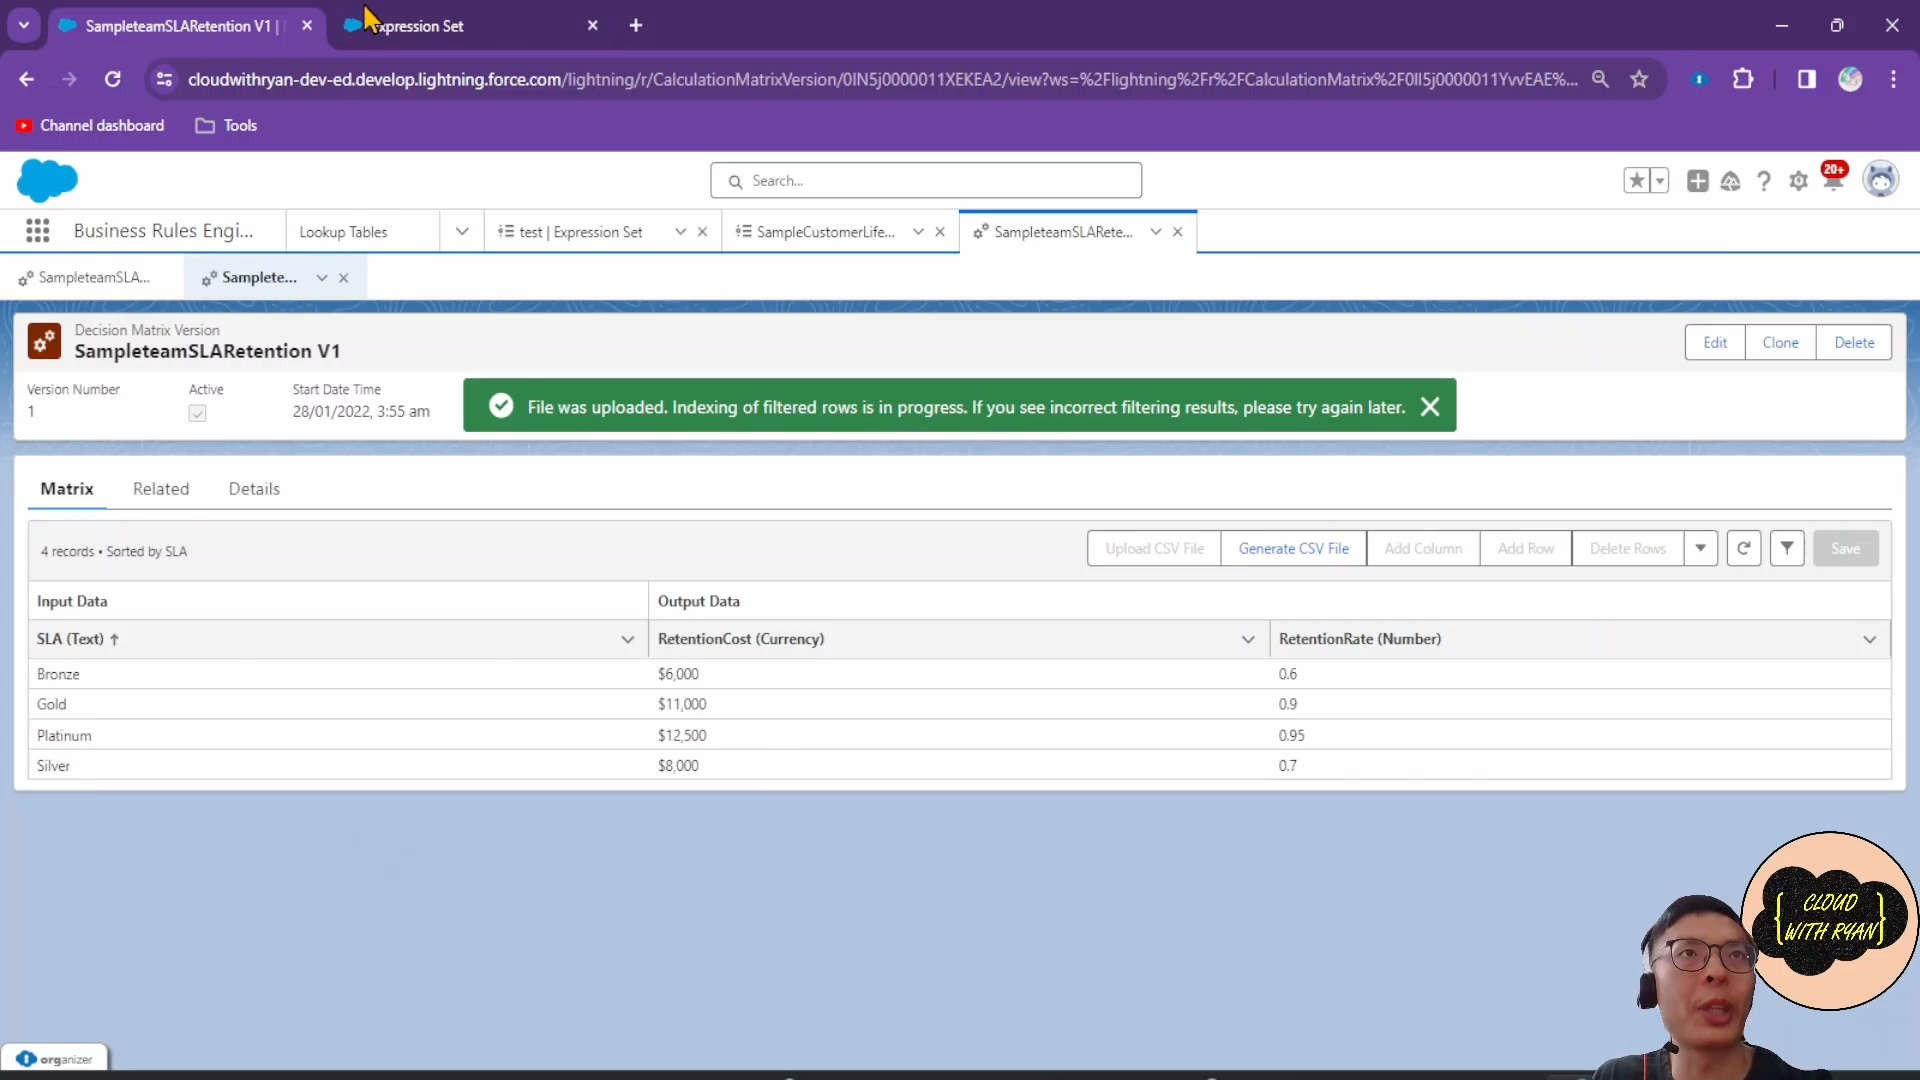 SampleteamSLARetention V1 |
Expression Set
cloudwithryan-dev-ed.develop.lightning.force.com/lightning/r/CalculationMatrixVersion/0lN5j0000011XEKEA2/view?ws=%2Flightning%2Fr%2FCalculationMatrix%2F0lI5j0000011YvvEAE%...
Channel dashboard
Tools
Search...
20+
Business Rules Engi...
Lookup Tables
test | Expression Set
SampleCustomerLife...
SampleteamSLARete...
SampleteamSLA...
Samplete...
Decision Matrix Version
SampleteamSLARetention V1
Edit
Clone
Delete
Version Number
Active
Start Date Time
1
28/01/2022, 3:55 am
File was uploaded. Indexing of filtered rows is in progress. If you see incorrect filtering results, please try again later.
Matrix
Related
Details
4 records • Sorted by SLA
Upload CSV File
Generate CSV File
Add Column
Add Row
Delete Rows
Save
Input Data
Output Data
SLA (Text)
RetentionCost (Currency)
RetentionRate (Number)
Bronze
$6,000
0.6
Gold
$11,000
0.9
Platinum
$12,500
0.95
Silver
$8,000
0.7
{ CLOUD WITH RYAN }
organizer